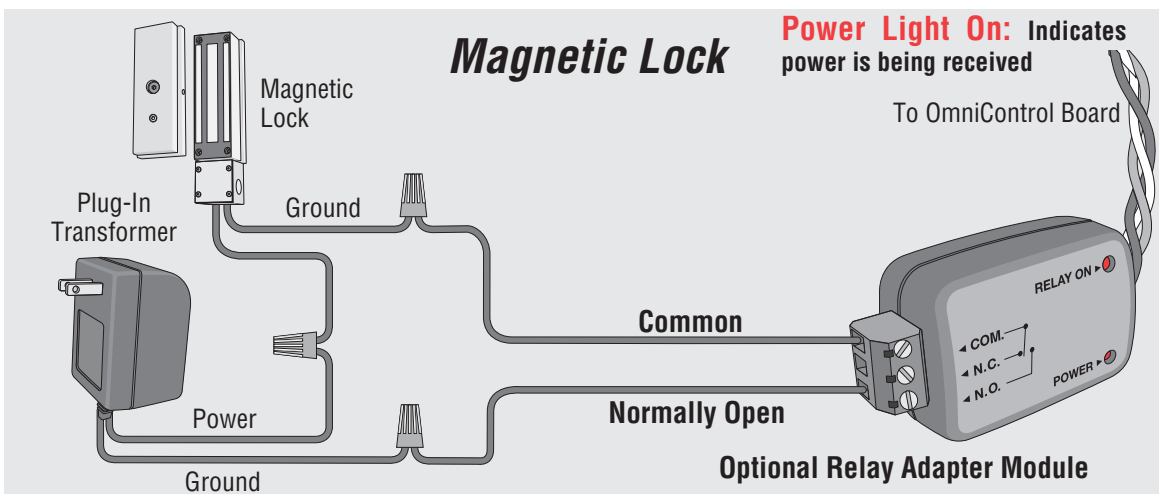 Magnetic Lock
Power Light On: Indicates
power is being received
To OmniControl Board
Magnetic
Lock
Plug-In
Transformer
Ground
Common
Normally Open
Power
Ground
RELAY ON ►
◄ COM.
◄ N.C.
◄ N.O.
POWER ►
Optional Relay Adapter Module